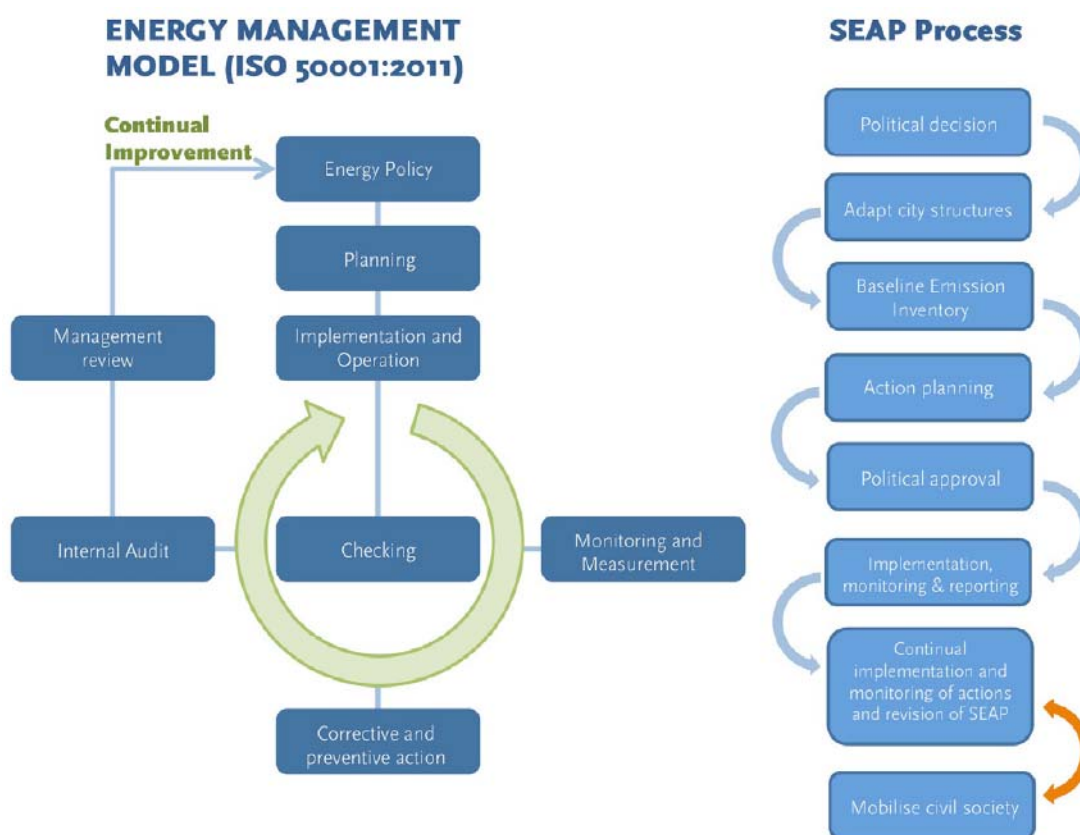 ENERGY MANAGEMENT
MODEL (ISO 50001:2011)
Continual
Improvement
Energy Policy
Planning
Management
review
Implementation and
Operation
Internal Audit
Checking
Monitoring and
Measurement
Corrective and
preventive action
SEAP Process
Political decision
Adapt city structures
Baseline Emission
Inventory
Action planning
Political approval
Implementation,
monitoring & reporting
Continual
implementation and
monitoring of actions
and revision of SEAP
Mobilise civil society